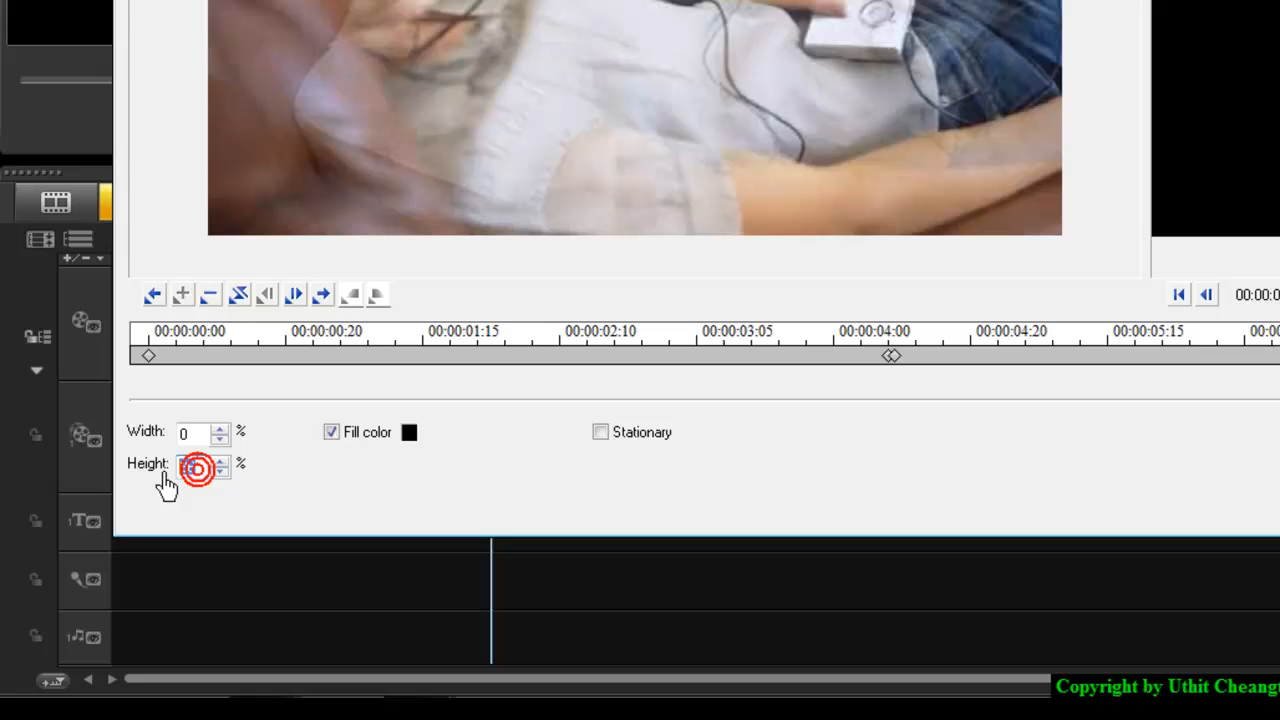 00:00:0
00:00:00:00 00:00:00:20 00:00:01:15 00:00:02:10 00:00:03:05 00:00:04:00 00:00:04:20 00:00:05:15 00:00
Width: 0 % Fill color Stationary
Height: %
Copyright by Uthit Cheang